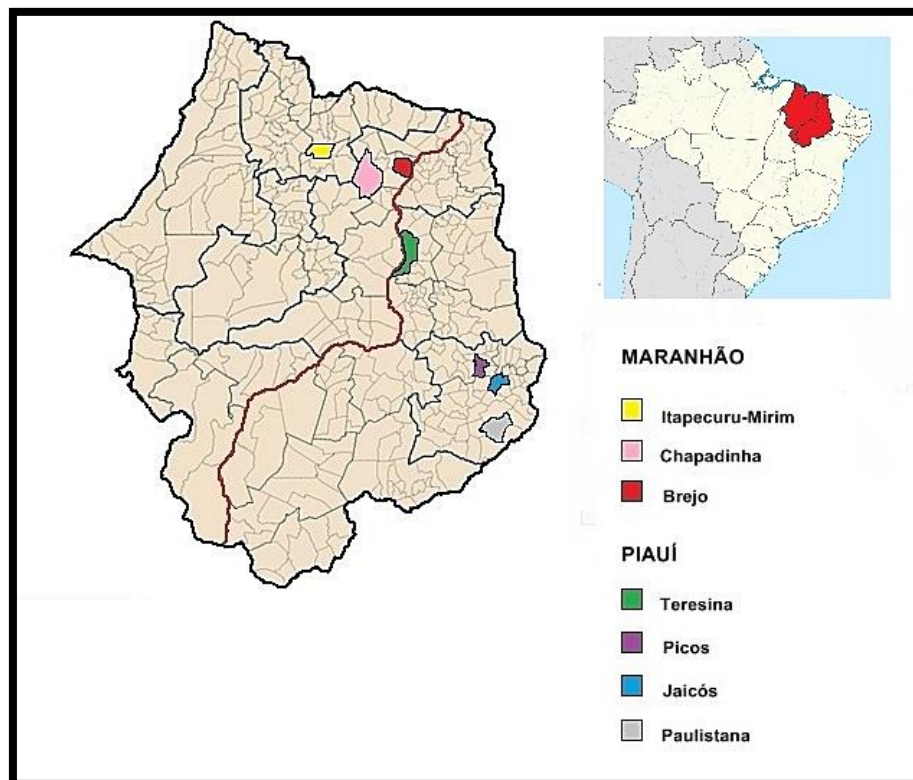 MARANHÃO
Itapecuru-Mirim
Chapadinha
Brejo
PIAUÍ
Teresina
Picos
Jaicós
Paulistana